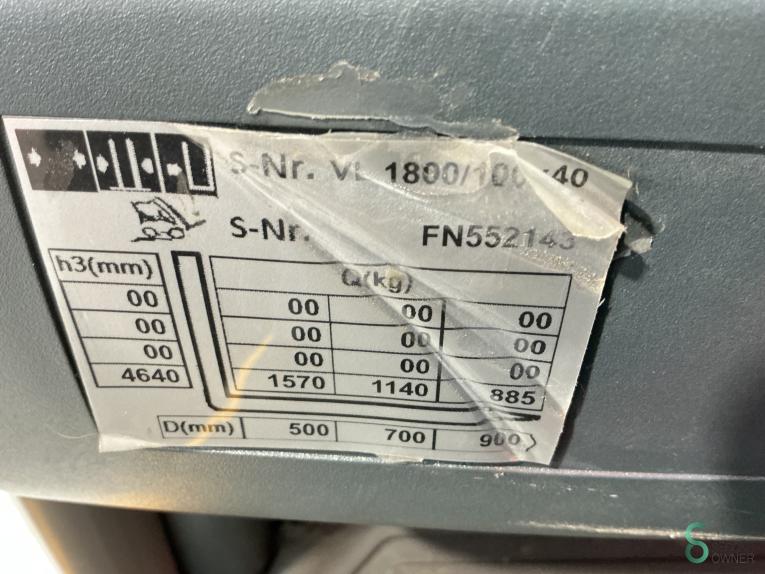 S-Nr. VL 1800/100 40
S-Nr. FN552143
h3(mm) Q(kg)
00 00 00 00
00 00 00 00
00 00 00 00
4640 1570 1140 885
D(mm) 500 700 900
OWNER